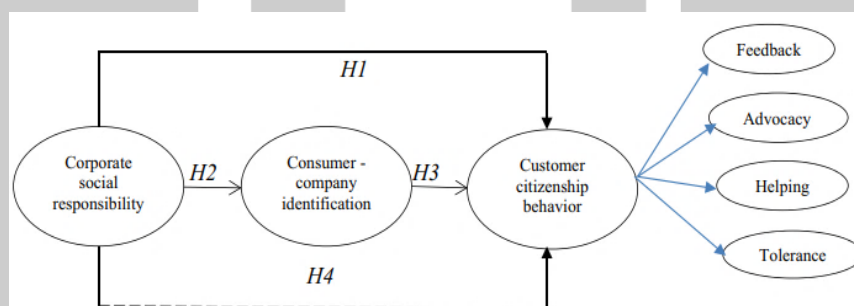 H1
Feedback
Advocacy
Corporate
social
responsibility
H2
Consumer -
company
identification
H3
Customer
citizenship
behavior
Helping
Tolerance
H4